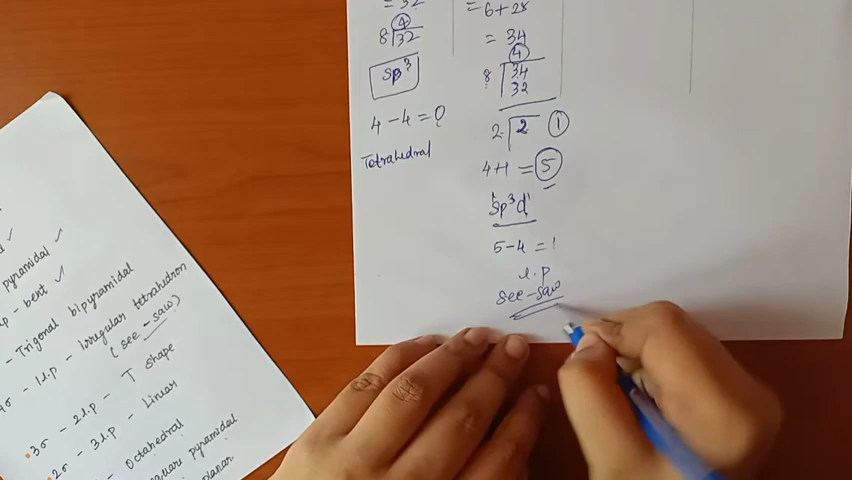 = 32
8 32
4
sp³
4 - 4 = 0
Tetrahedral
= 6 + 28
= 34
4
8 34
32
2 2 1
4+1 = 5
sp³d¹
5 - 4 = 1
l.p
see-saw
pyramidal ✓
p - bent ✓
- Trigonal bipyramidal
4σ - 1l.p - Irregular tetrahedron
(see-saw)
3σ - 2l.p - T shape
2σ - 3l.p - Linear
- Octahedral
square pyramidal
planar